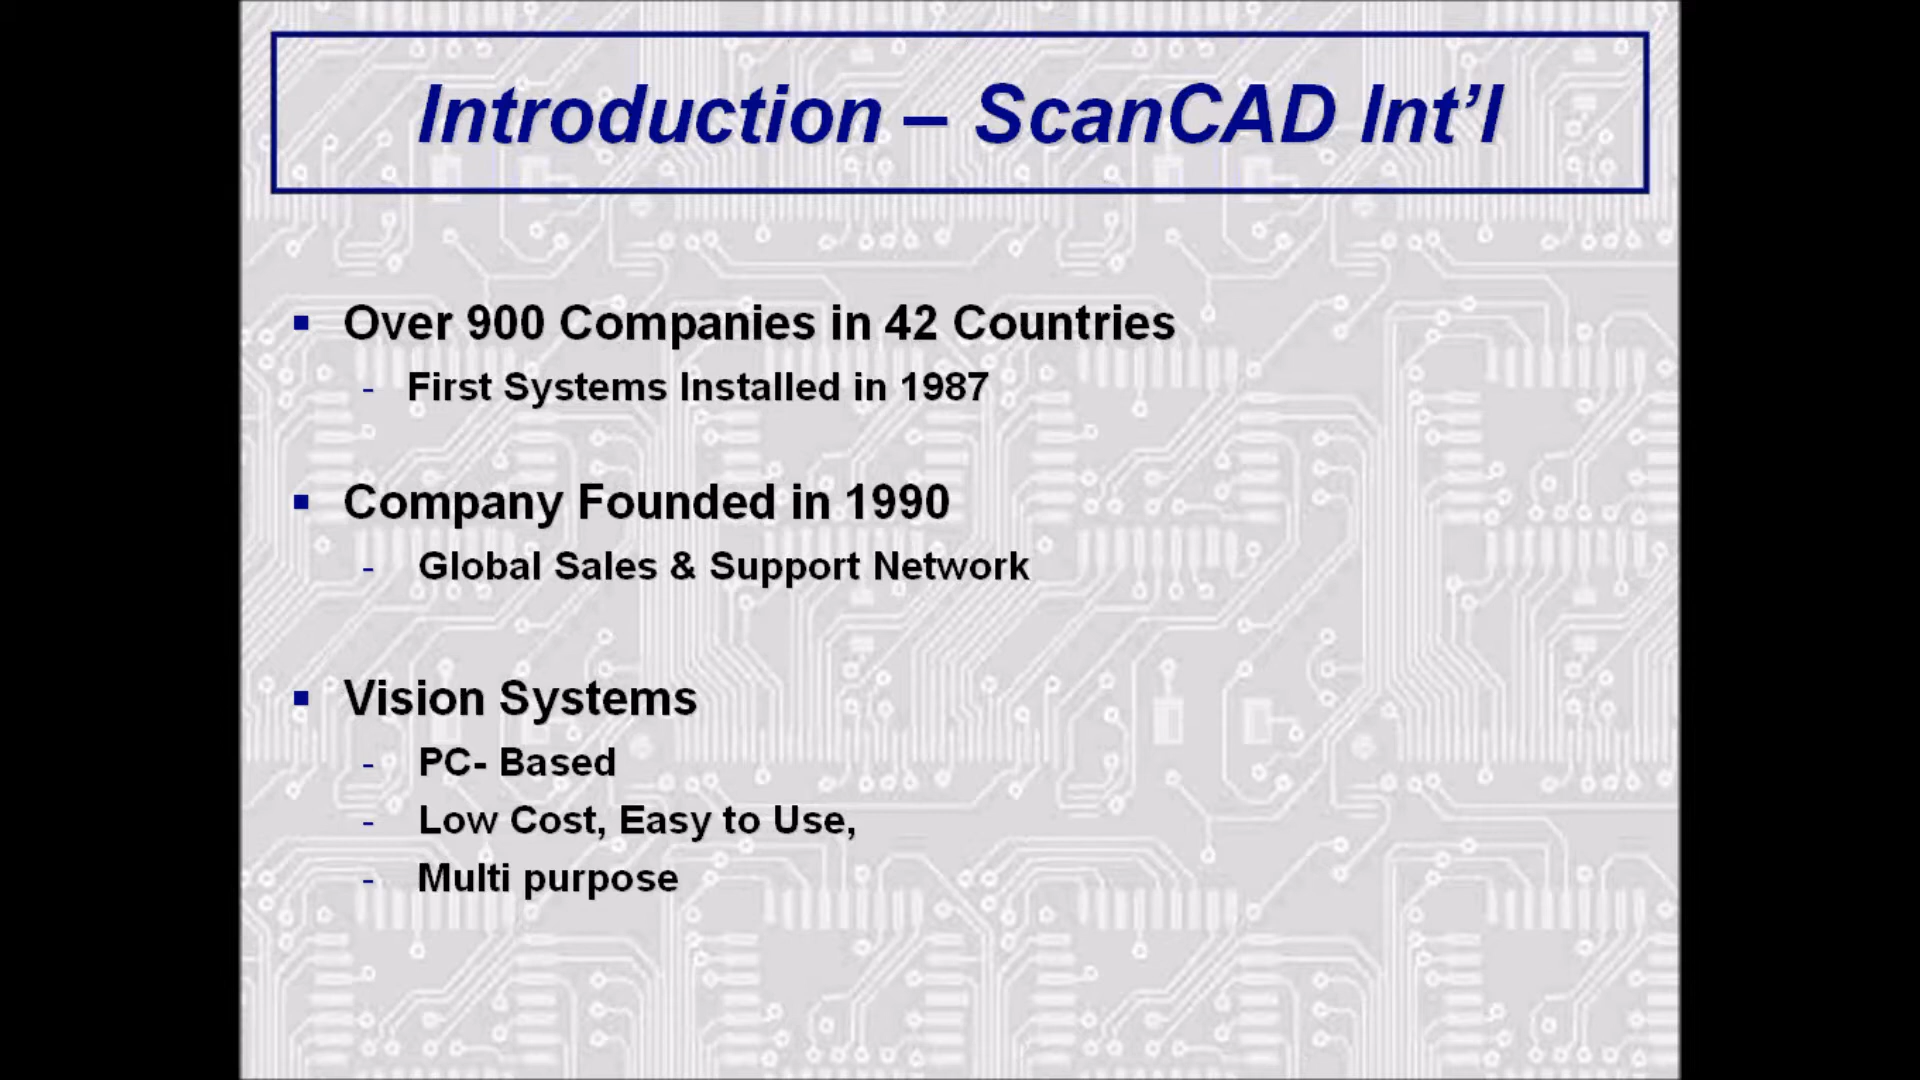 Introduction – ScanCAD Int’l
▪ Over 900 Companies in 42 Countries
- First Systems Installed in 1987
▪ Company Founded in 1990
- Global Sales & Support Network
▪ Vision Systems
- PC- Based
- Low Cost, Easy to Use,
- Multi purpose